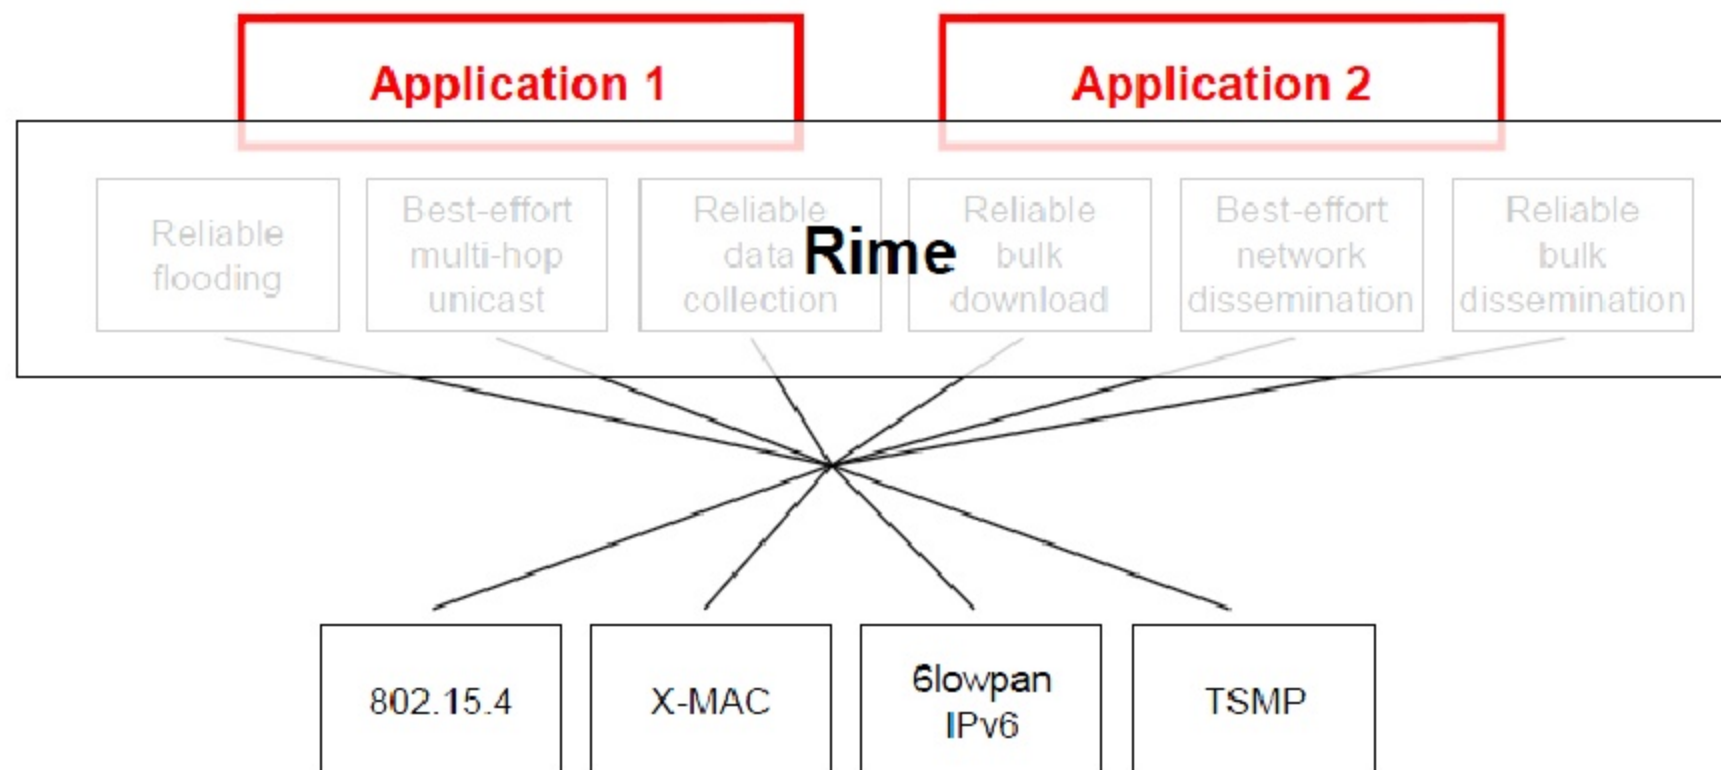 Application 1
Application 2
Reliable
flooding
Best-effort
multi-hop
unicast
Reliable
data
collection
Rime
Reliable
bulk
download
Best-effort
network
dissemination
Reliable
bulk
dissemination
802.15.4
X-MAC
6lowpan
IPv6
TSMP